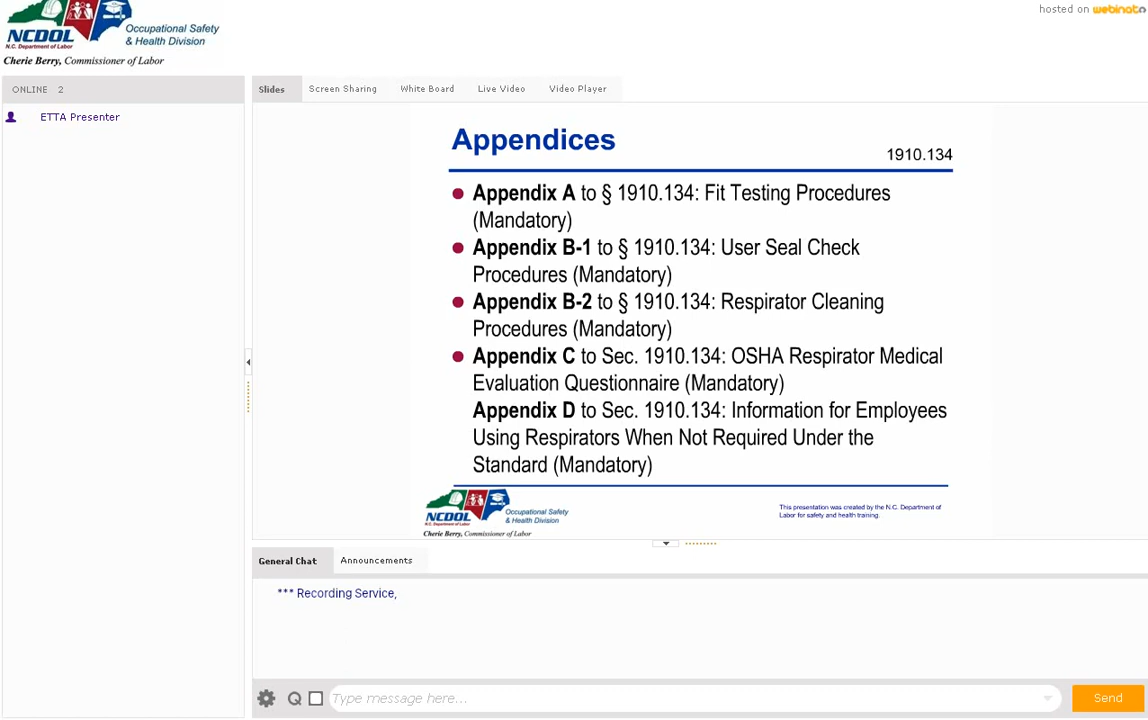 hosted on webinato
NCDOL
N.C. Department of Labor
Occupational Safety
& Health Division
Cherie Berry, Commissioner of Labor
ONLINE 2
ETTA Presenter
Slides Screen Sharing White Board Live Video Video Player
Appendices
1910.134
Appendix A to § 1910.134: Fit Testing Procedures
(Mandatory)
Appendix B-1 to § 1910.134: User Seal Check
Procedures (Mandatory)
Appendix B-2 to § 1910.134: Respirator Cleaning
Procedures (Mandatory)
Appendix C to Sec. 1910.134: OSHA Respirator Medical
Evaluation Questionnaire (Mandatory)
Appendix D to Sec. 1910.134: Information for Employees
Using Respirators When Not Required Under the
Standard (Mandatory)
NCDOL
N.C. Department of Labor
Occupational Safety
& Health Division
Cherie Berry, Commissioner of Labor
This presentation was created by the N.C. Department of
Labor for safety and health training.
General Chat Announcements
*** Recording Service,
Q Type message here...
Send